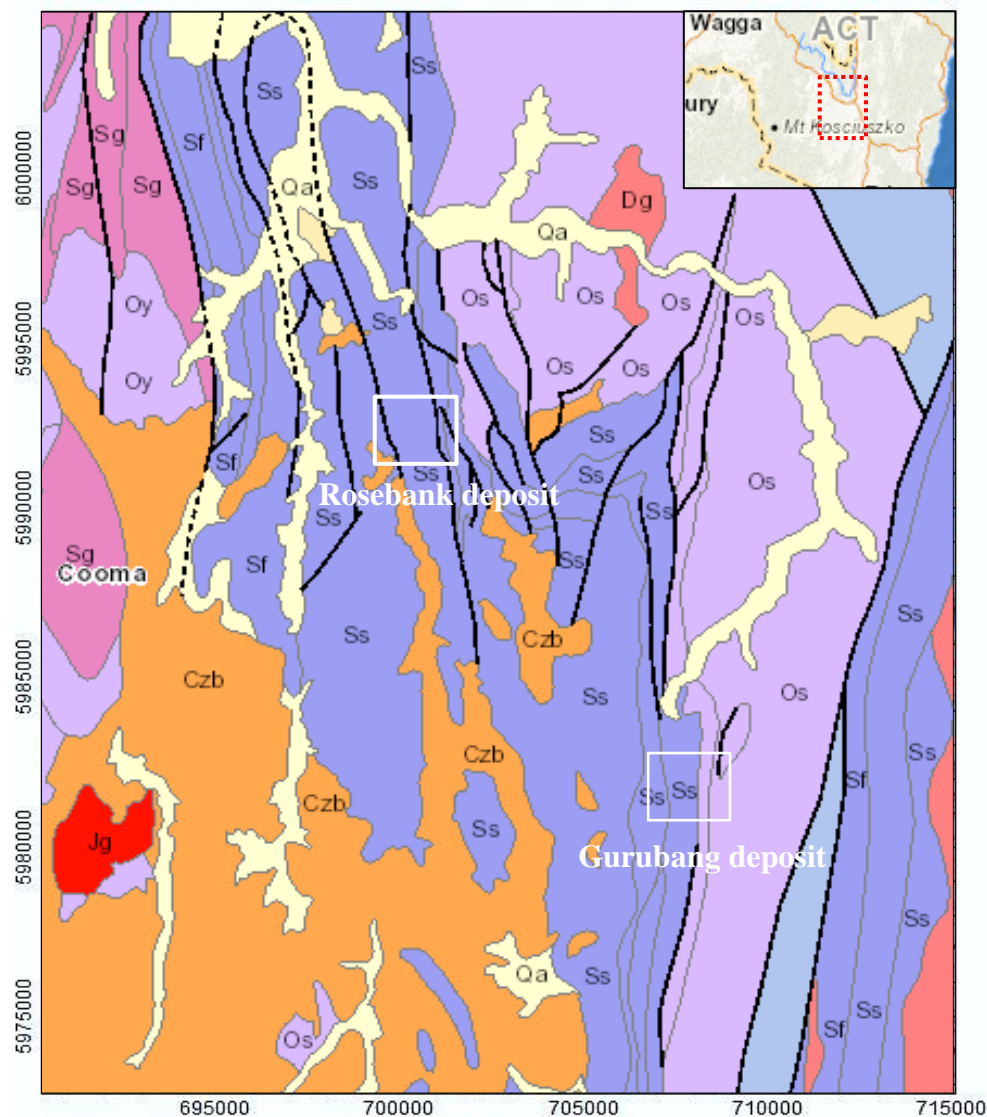 Wagga
ACT
ury
Mt Kosciuszko
Ss
Ss
Sg
Sf
Sg
Sg
Ss
Qa
Dg
Qa
Oy
Os
Os
Os
Os
Ss
Oy
Os
Os
Ss
Sf
Ss
Ss
Os
Rosebank deposit
Ss
Ss
Sg
Cooma
Sf
Ss
Ss
Ss
Czb
Czb
Ss
Os
Czb
Ss
Sf
Ss
Ss
Czb
Ss
Jg
Gurubang deposit
Ss
Qa
Ss
Ss
Os
Sf
6000000
5995000
5990000
5985000
5980000
5975000
695000
700000
705000
710000
715000